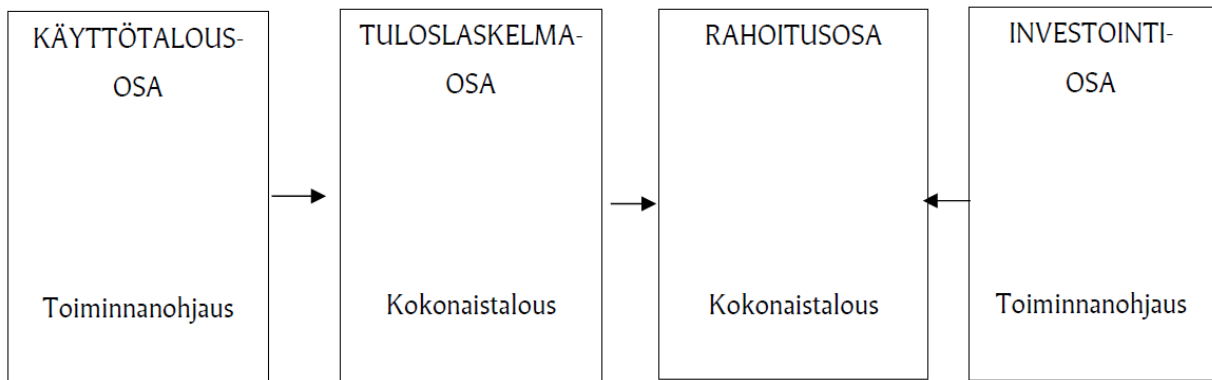 KÄYTTÖTALOUS-
OSA
Toiminnanohjaus
TULOSLASKELMA-
OSA
Kokonaistalous
RAHOITUSOSA
Kokonaistalous
INVESTOINTI-
OSA
Toiminnanohjaus